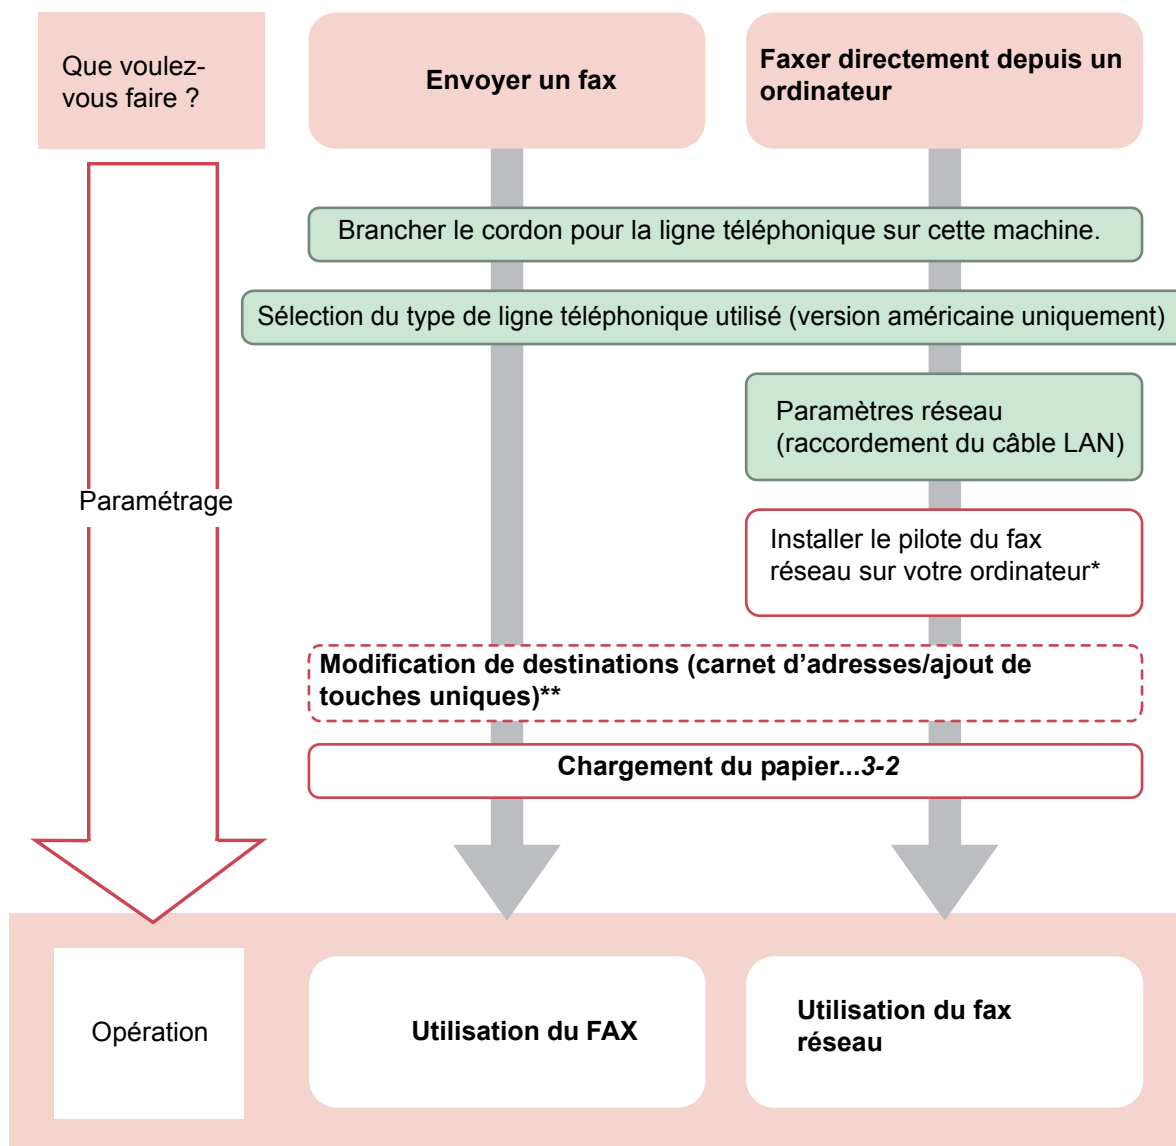 Que voulez-
vous faire ?
Envoyer un fax
Faxer directement depuis un
ordinateur
Brancher le cordon pour la ligne téléphonique sur cette machine.
Sélection du type de ligne téléphonique utilisé (version américaine uniquement)
Paramètres réseau
(raccordement du câble LAN)
Paramétrage
Installer le pilote du fax
réseau sur votre ordinateur*
Modification de destinations (carnet d’adresses/ajout de
touches uniques)**
Chargement du papier...3-2
Opération
Utilisation du FAX
Utilisation du fax
réseau